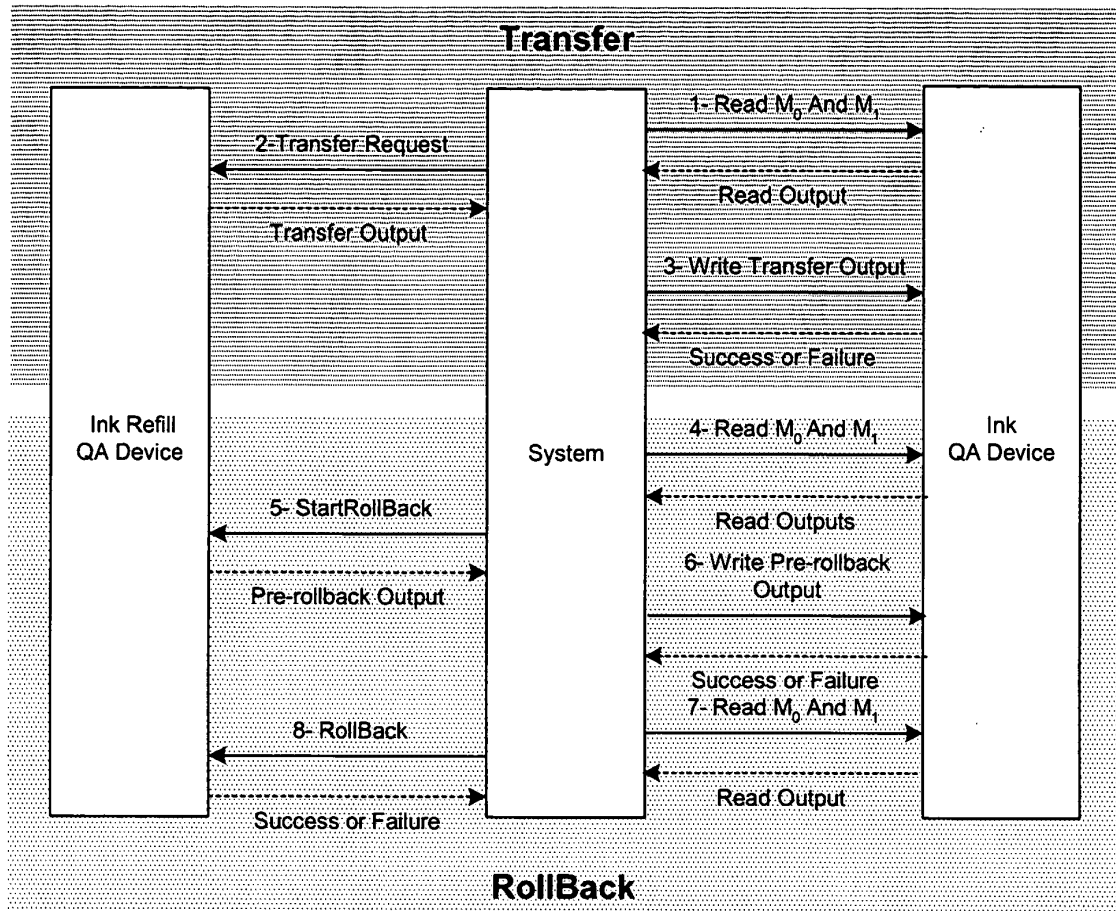 Transfer
1- Read M₀ And M₁
2-Transfer Request
Read Output
Transfer Output
3- Write Transfer Output
Success or Failure
Ink Refill
QA Device
System
Ink
QA Device
4- Read M₀ And M₁
Read Outputs
5- StartRollBack
6- Write Pre-rollback
Output
Pre-rollback Output
Success or Failure
7- Read M₀ And M₁
8- RollBack
Read Output
Success or Failure
RollBack